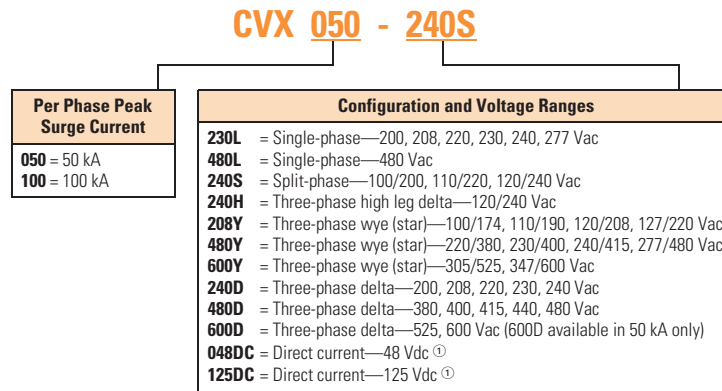 CVX 050 - 240S
Per Phase Peak
Surge Current
050 = 50 kA
100 = 100 kA
Configuration and Voltage Ranges
230L = Single-phase—200, 208, 220, 230, 240, 277 Vac
480L = Single-phase—480 Vac
240S = Split-phase—100/200, 110/220, 120/240 Vac
240H = Three-phase high leg delta—120/240 Vac
208Y = Three-phase wye (star)—100/174, 110/190, 120/208, 127/220 Vac
480Y = Three-phase wye (star)—220/380, 230/400, 240/415, 277/480 Vac
600Y = Three-phase wye (star)—305/525, 347/600 Vac
240D = Three-phase delta—200, 208, 220, 230, 240 Vac
480D = Three-phase delta—380, 400, 415, 440, 480 Vac
600D = Three-phase delta—525, 600 Vac (600D available in 50 kA only)
048DC = Direct current—48 Vdc ①
125DC = Direct current—125 Vdc ①